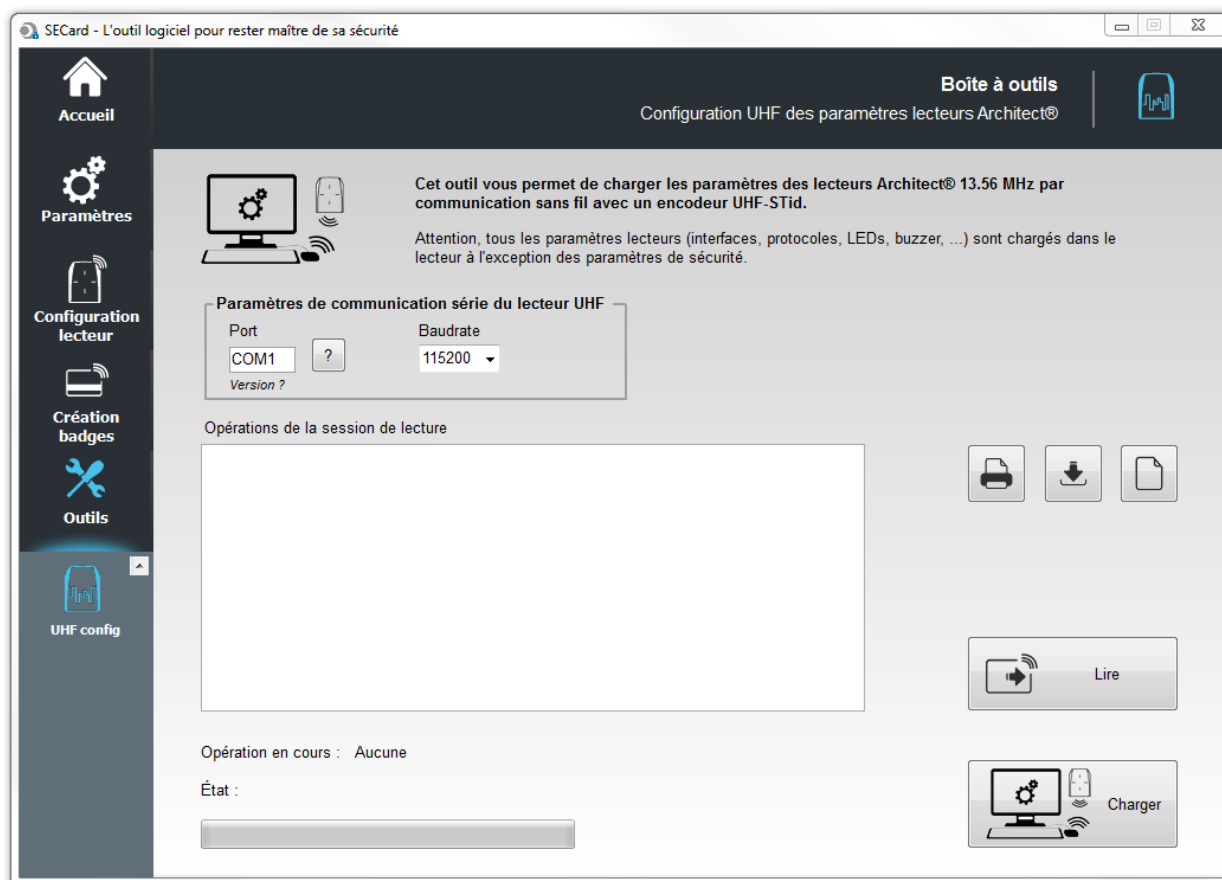 SECard - L'outil logiciel pour rester maître de sa sécurité
Accueil
Boîte à outils
Configuration UHF des paramètres lecteurs Architect®
Paramètres
Configuration
lecteur
Création
badges
Outils
UHF config
Cet outil vous permet de charger les paramètres des lecteurs Architect® 13.56 MHz par
communication sans fil avec un encodeur UHF-STid.
Attention, tous les paramètres lecteurs (interfaces, protocoles, LEDs, buzzer, ...) sont chargés dans le
lecteur à l'exception des paramètres de sécurité.
Paramètres de communication série du lecteur UHF
Port
Baudrate
COM1
?
115200
Version ?
Opérations de la session de lecture
Lire
Opération en cours : Aucune
État :
Charger